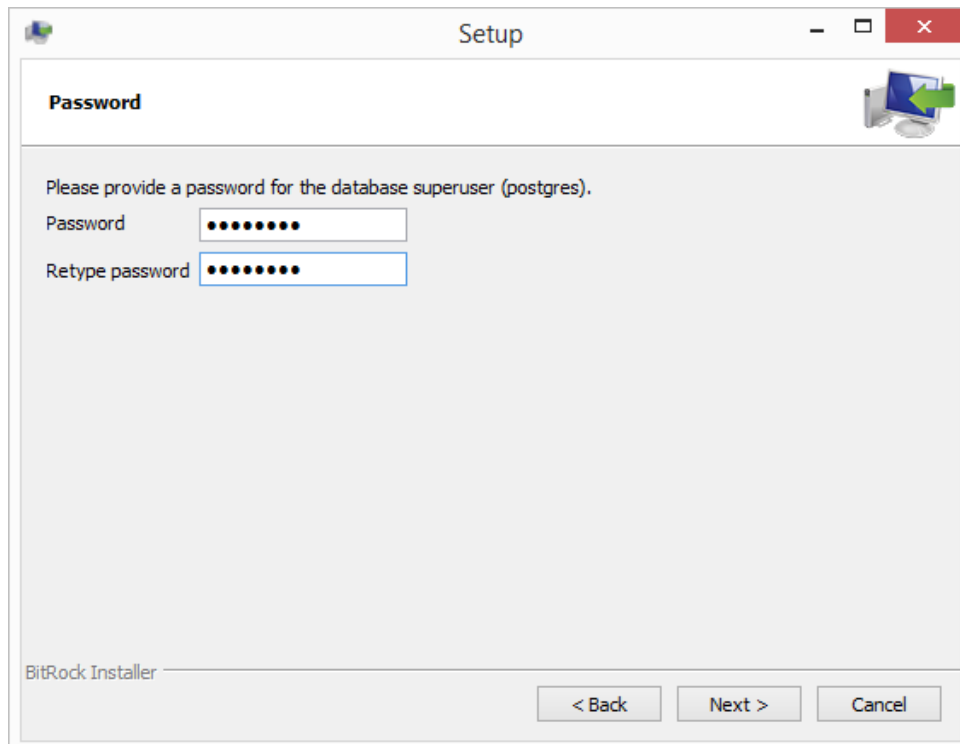 Setup
Password
Please provide a password for the database superuser (postgres).
Password ••••••••
Retype password ••••••••
BitRock Installer
< Back Next > Cancel